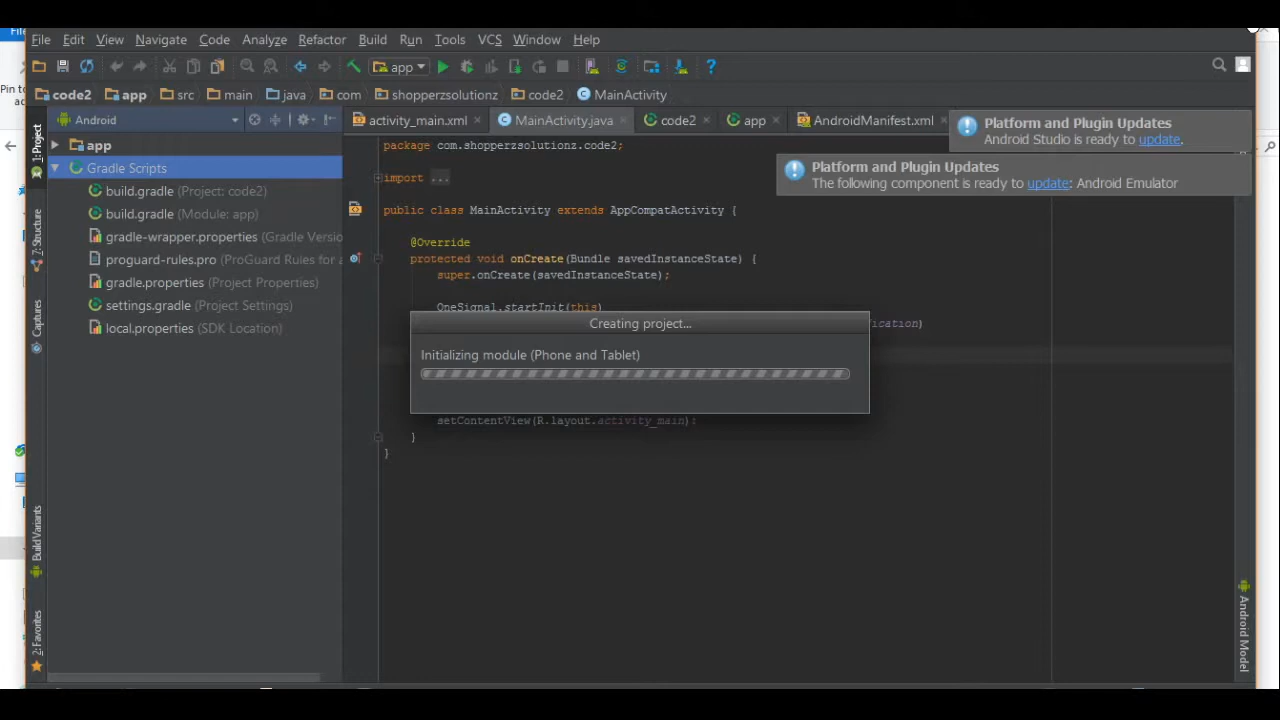 File
File Edit View Navigate Code Analyze Refactor Build Run Tools VCS Window Help
Pin to
app
code2 app src main java com shopperzsolutionz code2 MainActivity
1: Project
Android
activity_main.xml MainActivity.java code2 app AndroidManifest.xml
Platform and Plugin Updates
Android Studio is ready to update.
Platform and Plugin Updates
The following component is ready to update: Android Emulator
app
Gradle Scripts
build.gradle (Project: code2)
build.gradle (Module: app)
gradle-wrapper.properties (Gradle Versio
proguard-rules.pro (ProGuard Rules for a
gradle.properties (Project Properties)
settings.gradle (Project Settings)
local.properties (SDK Location)
7: Structure
Captures
Build Variants
2: Favorites
package com.shopperzsolutionz.code2;
import ...
public class MainActivity extends AppCompatActivity {
@Override
protected void onCreate(Bundle savedInstanceState) {
super.onCreate(savedInstanceState);
OneSignal.startInit(this)
ication)
Creating project...
Initializing module (Phone and Tablet)
setContentView(R.layout.activity_main);
}
}
Android Model